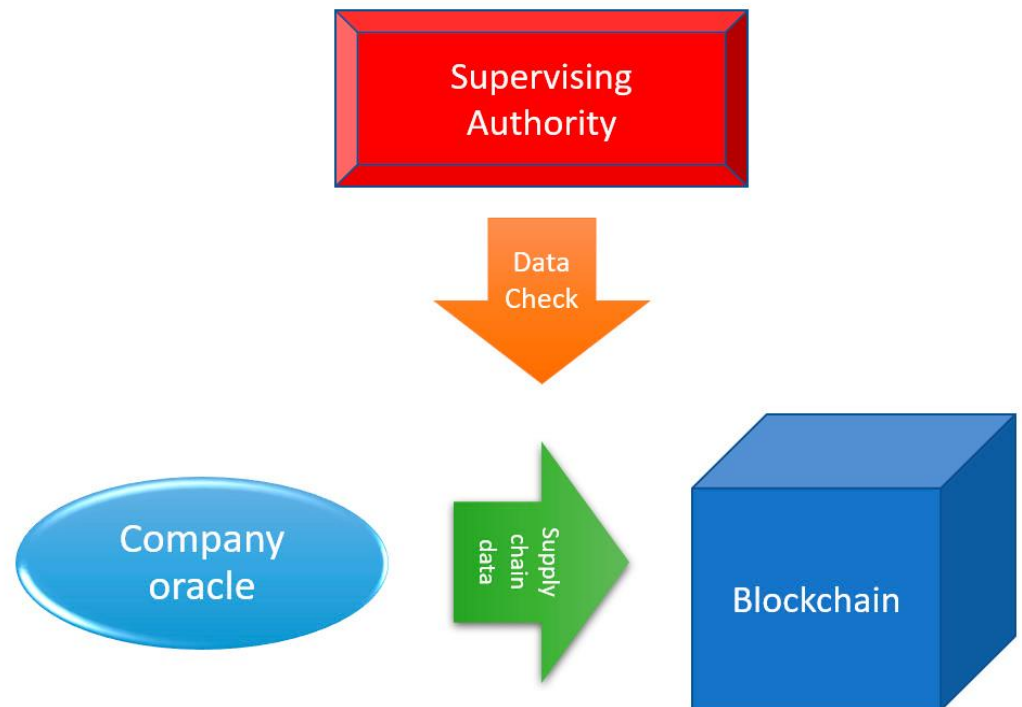 Supervising
Authority
Data
Check
Company
oracle
Supply
chain
data
Blockchain